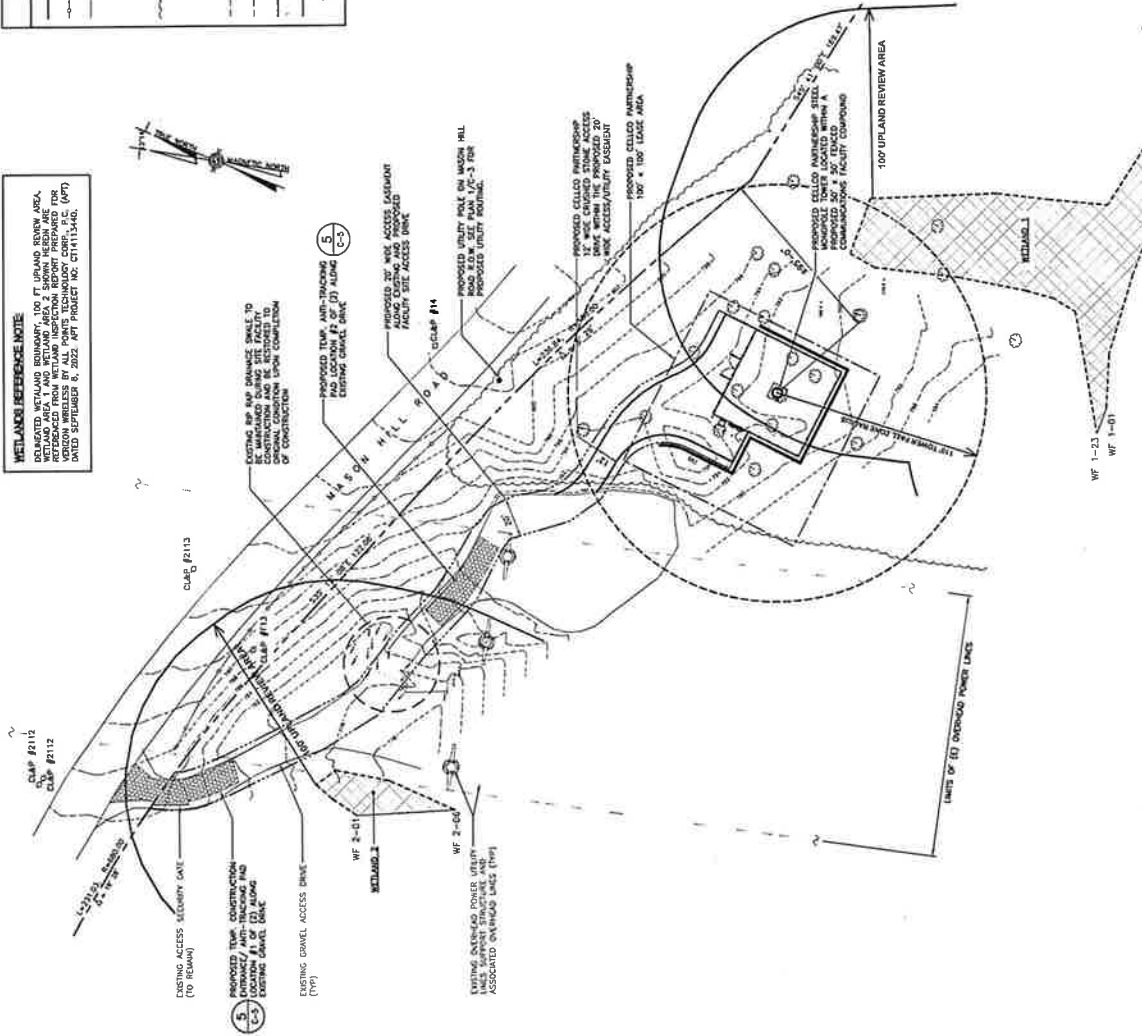 WETLANDS REFERENCE NOTE:
DELINEATED WETALAND BOUNDARY, 100 FT UPLAND REVIEW AREA,
WETLAND AREA 1 AND WETLAND AREA 2 SHOWN HEREIN ARE
REFERENCED FROM WETLAND INSPECTION REPORT PREPARED FOR
VERIZON WIRELESS BY ALL POINTS TECHNOLOGY CORP., P.C. (APT)
DATED SEPTEMBER 8, 2022 APT PROJECT NO: CT1413440.
TRUE NORTH
MAGNETIC NORTH
CL&P #2112
CL&P #2112
CL&P #2113
CL&P #113
CL&P #14
MASON HILL ROAD
EXISTING ACCESS SECURITY GATE
(TO REMAIN)
5
C-5
PROPOSED TEMP. CONSTRUCTION
ENTRANCE/ ANTI-TRACKING PAD
LOCATION #1 OF (2) ALONG
EXISTING GRAVEL DRIVE
EXISTING GRAVEL ACCESS DRIVE
(TYP)
100' UPLAND REVIEW AREA
WF 2-01
WETLAND 2
WF 2-06
EXISTING OVERHEAD POWER UTILITY
LINES SUPPORT STRUCTURE AND
ASSOCIATED OVERHEAD LINES (TYP)
EXISTING RIP RAP DRAINAGE SWALE TO
BE MAINTAINED DURING SITE FACILITY
CONSTRUCTION AND BE RESTORED TO
ORIGINAL CONDITION UPON COMPLETION
OF CONSTRUCTION
PROPOSED TEMP. ANTI-TRACKING
PAD LOCATION #2 OF (2) ALONG
EXISTING GRAVEL DRIVE
5
C-5
PROPOSED 20' WIDE ACCESS EASEMENT
ALONG EXISTING AND PROPOSED
FACILITY SITE ACCESS DRIVE
PROPOSED UTILITY POLE ON MASON HILL
ROAD R.O.W. SEE PLAN 1/C-3 FOR
PROPOSED UTILITY ROUTING.
PROPOSED CELLCO PARTNERSHIP
12' WIDE CRUSHED STONE ACCESS
DRIVE WITHIN THE PROPOSED 20'
WIDE ACCESS/UTILITY EASEMENT
PROPOSED CELLCO PARTNERSHIP
100' x 100' LEASE AREA
PROPOSED CELLCO PARTNERSHIP STEEL
MONOPOLE TOWER LOCATED WITHIN A
PROPOSED 50' x 50' FENCED
COMMUNICATIONS FACILITY COMPOUND
100' UPLAND REVIEW AREA
WETLAND 1
WF 1-23
WF 1-01
LIMITS OF (E) OVERHEAD POWER LINES